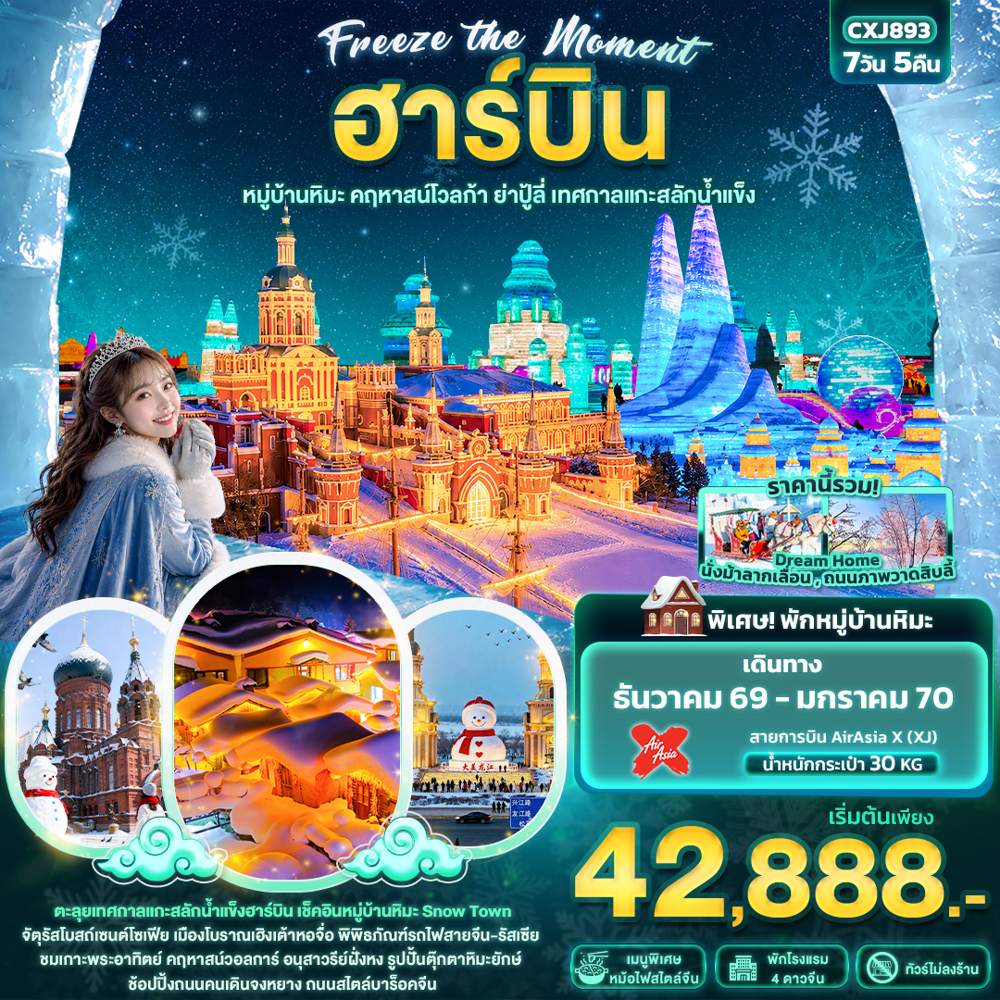 Freeze the Moment
ฮาร์บิน
หมู่บ้านหิมะ คฤหาสน์โวลก้า ย่าปู้ลี่ เทศกาลแกะสลักน้ำแข็ง
CXJ893
7วัน 5คืน
ราคานี้รวม!
Dream Home
นั่งม้าลากเลื่อน , ถนนภาพวาดสิบลี้
พิเศษ! พักหมู่บ้านหิมะ
เดินทาง
ธันวาคม 69 - มกราคม 70
Air Asia X
สายการบิน AirAsia X (XJ)
น้ำหนักกระเป๋า 30 KG
大美龙江
兴江路
友江路
เริ่มต้นเพียง
42,888.-
ตะลุยเทศกาลแกะสลักน้ำแข็งฮาร์บิน เช็คอินหมู่บ้านหิมะ Snow Town
จัตุรัสโบสถ์เซนต์โซเฟีย เมืองโบราณเฮิงเต้าหอจื่อ พิพิธภัณฑ์รถไฟสายจีน-รัสเซีย
ชมเกาะพระอาทิตย์ คฤหาสน์วอลการ์ อนุสาวรีย์ฝั่งหง รูปปั้นตุ๊กตาหิมะยักษ์
ช้อปปิ้งถนนคนเดินจงหยาง ถนนสไตล์บาร็อคจีน
เมนูพิเศษ
หม้อไฟสไตล์จีน
พักโรงแรม
4 ดาวจีน
ทัวร์ไม่ลงร้าน